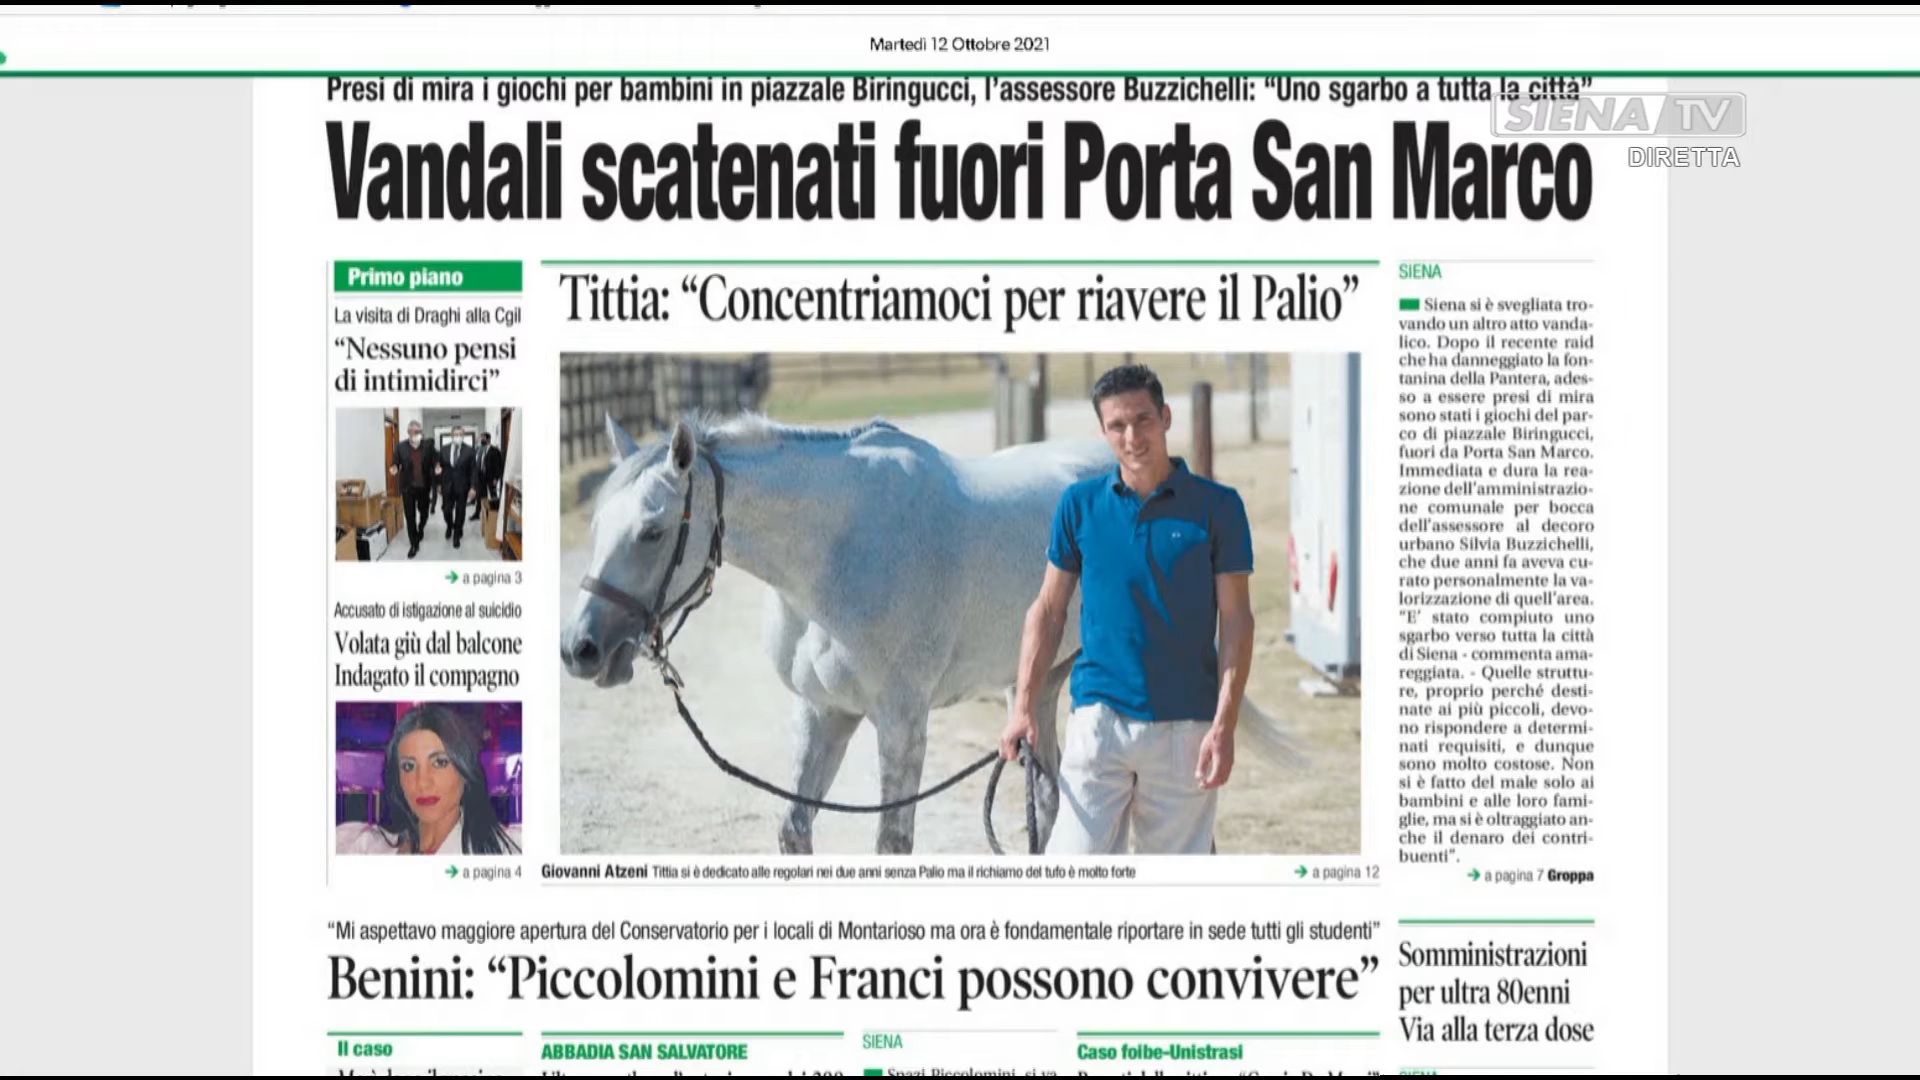 Martedì 12 Ottobre 2021
Presi di mira i giochi per bambini in piazzale Biringucci, l'assessore Buzzichelli: “Uno sgarbo a tutta la città”
SIENA TV
DIRETTA
Vandali scatenati fuori Porta San Marco
Primo piano
La visita di Draghi alla Cgil
“Nessuno pensi
di intimidirci”
a pagina 3
Accusato di istigazione al suicidio
Volata giù dal balcone
Indagato il compagno
a pagina 4
Tittia: “Concentriamoci per riavere il Palio”
Giovanni Atzeni Tittia si è dedicato alle regolari nei due anni senza Palio ma il richiamo del tufo è molto forte
a pagina 12
SIENA
Siena si è svegliata tro-
vando un altro atto vanda-
lico. Dopo il recente raid
che ha danneggiato la fon-
tanina della Pantera, ades-
so a essere presi di mira
sono stati i giochi del par-
co di piazzale Biringucci,
fuori da Porta San Marco.
Immediata e dura la rea-
zione dell'amministrazio-
ne comunale per bocca
dell'assessore al decoro
urbano Silvia Buzzichelli,
che due anni fa aveva cu-
rato personalmente la va-
lorizzazione di quell'area.
“E' stato compiuto uno
sgarbo verso tutta la città
di Siena - commenta ama-
reggiata. - Quelle struttu-
re, proprio perché desti-
nate ai più piccoli, devo-
no rispondere a determi-
nati requisiti, e dunque
sono molto costose. Non
si è fatto del male solo ai
bambini e alle loro fami-
glie, ma si è oltraggiato an-
che il denaro dei contri-
buenti”.
a pagina 7 Groppa
“Mi aspettavo maggiore apertura del Conservatorio per i locali di Montarioso ma ora è fondamentale riportare in sede tutti gli studenti”
Benini: “Piccolomini e Franci possono convivere”
Somministrazioni
per ultra 80enni
Via alla terza dose
Il caso
ABBADIA SAN SALVATORE
SIENA
Caso foibe-Unistrasi